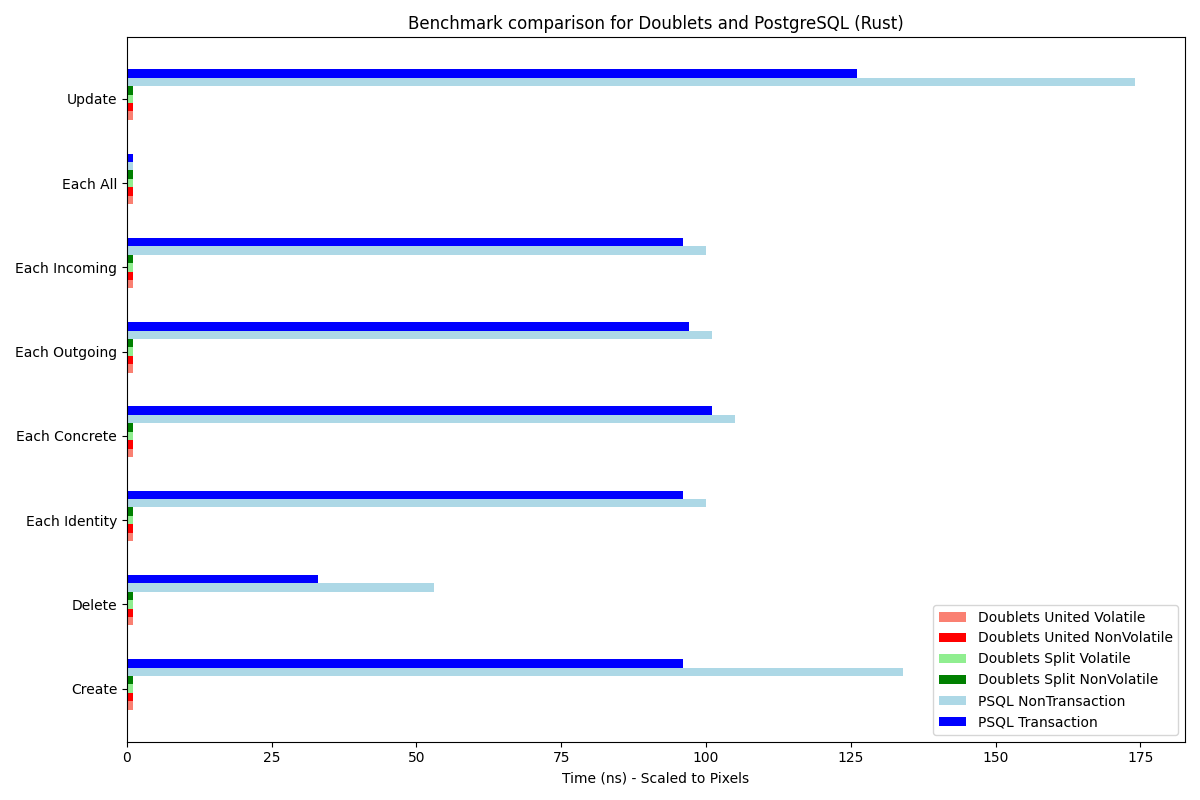 Benchmark comparison for Doublets and PostgreSQL (Rust)
Update
Each All
Each Incoming
Each Outgoing
Each Concrete
Each Identity
Delete
Create
Doublets United Volatile
Doublets United NonVolatile
Doublets Split Volatile
Doublets Split NonVolatile
PSQL NonTransaction
PSQL Transaction
0 25 50 75 100 125 150 175
Time (ns) - Scaled to Pixels